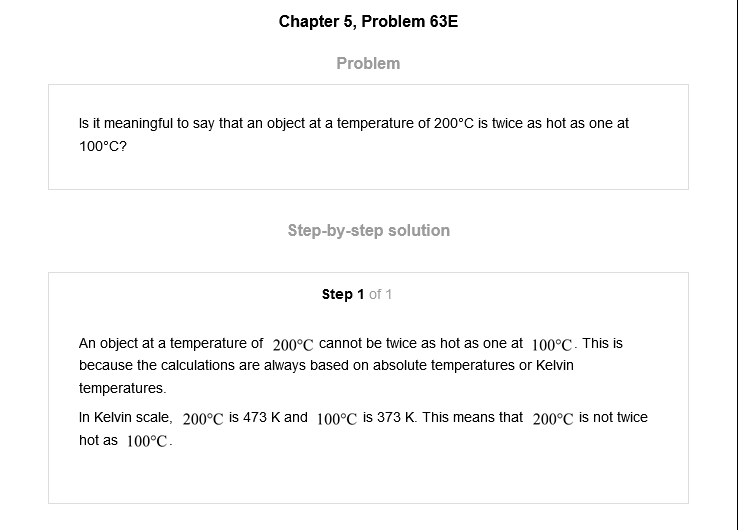 Chapter 5, Problem 63E
Problem
Is it meaningful to say that an object at a temperature of 200°C is twice as hot as one at
100°C?
Step-by-step solution
Step 1 of 1
An object at a temperature of 200°C cannot be twice as hot as one at 100°C. This is
because the calculations are always based on absolute temperatures or Kelvin
temperatures.
In Kelvin scale, 200°C is 473 K and 100°C is 373 K. This means that 200°C is not twice
hot as 100°C.